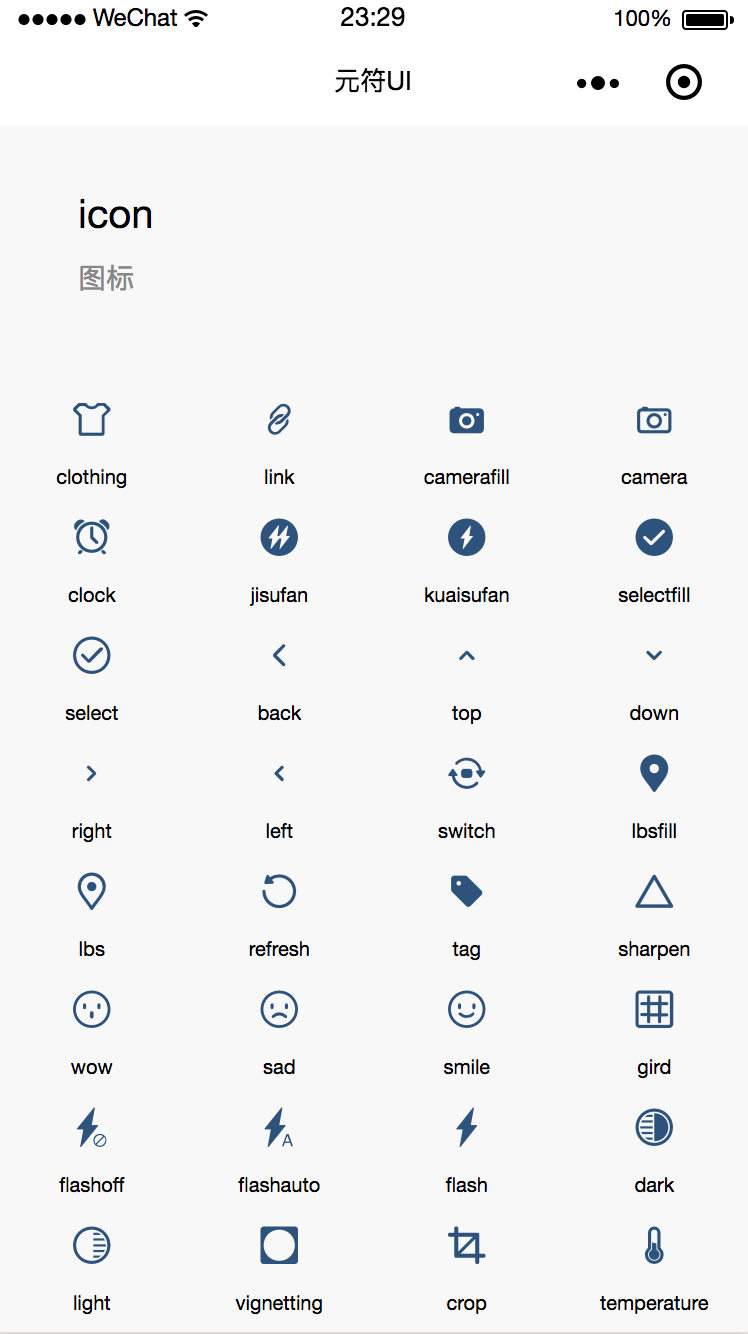 ●●●●● WeChat 23:29 100%
元符UI
icon
图标
clothing link camerafill camera
clock jisufan kuaisufan selectfill
select back top down
right left switch lbsfill
lbs refresh tag sharpen
wow sad smile gird
flashoff flashauto flash dark
light vignetting crop temperature